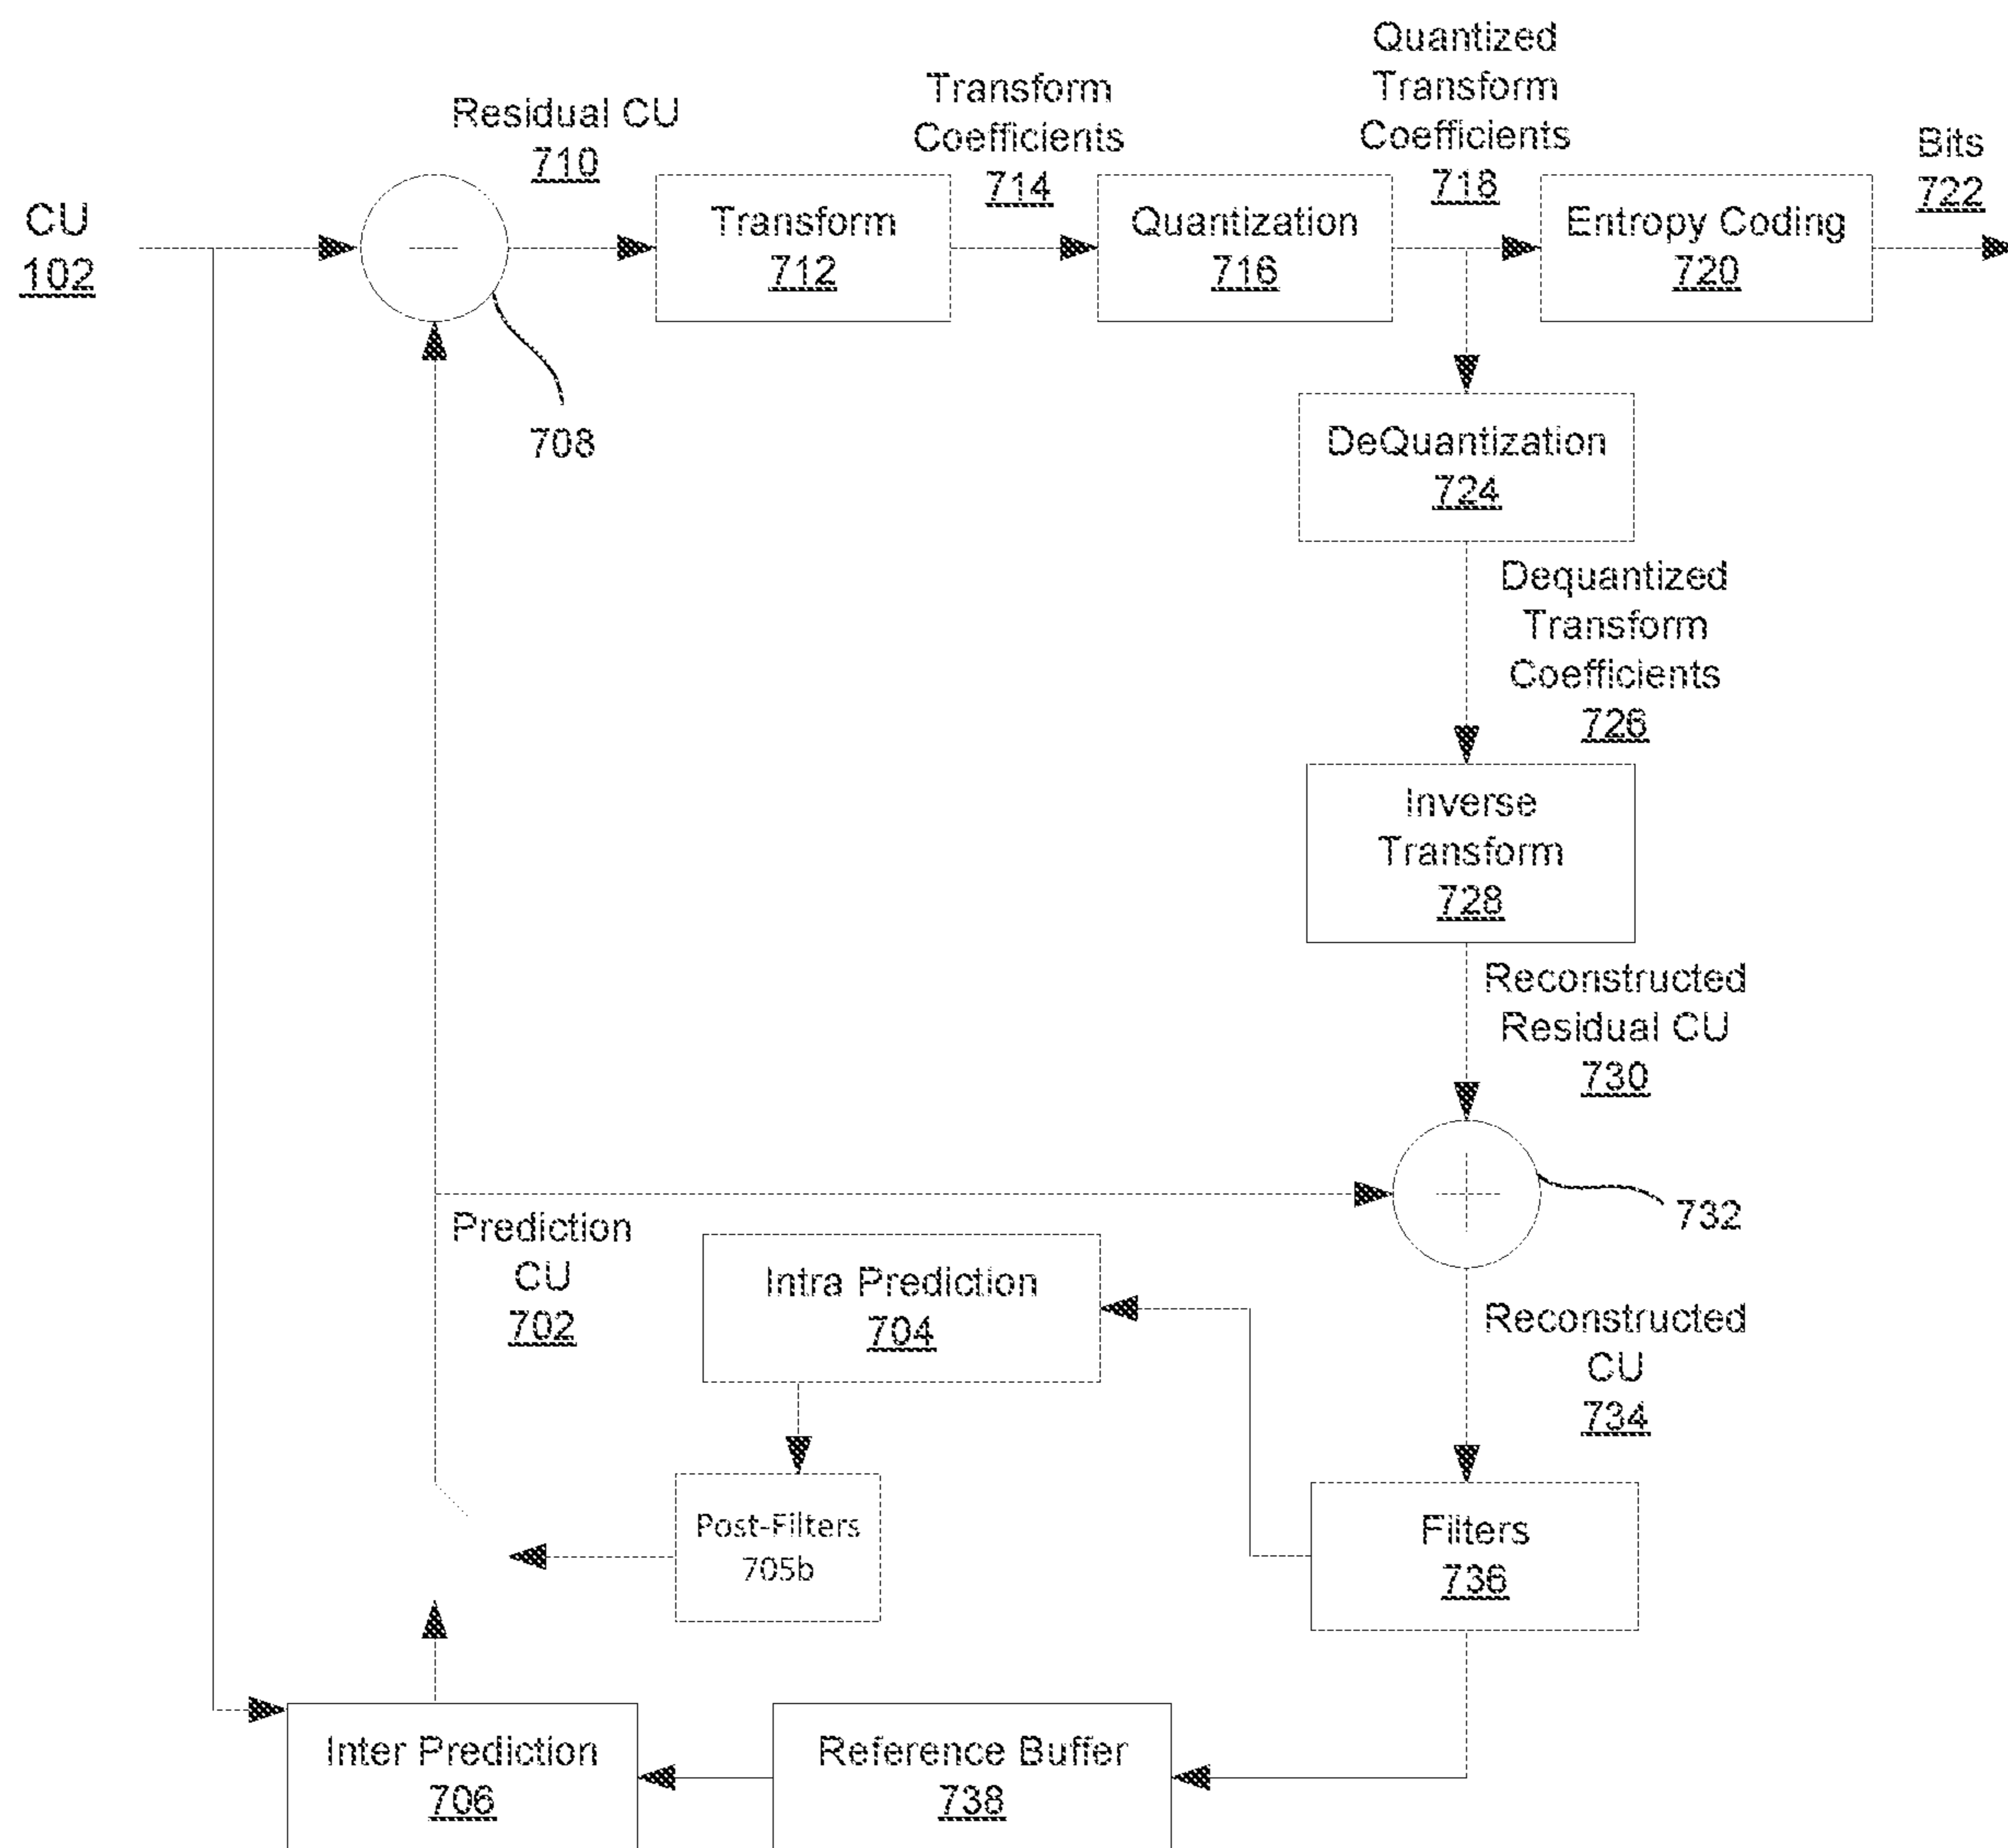 CU
102
Residual CU
710
708
Transform
712
Transform
Coefficients
714
Quantization
716
Quantized
Transform
Coefficients
718
Entropy Coding
720
Bits
722
DeQuantization
724
Dequantized
Transform
Coefficients
726
Inverse
Transform
728
Reconstructed
Residual CU
730
732
Prediction
CU
702
Intra Prediction
704
Reconstructed
CU
734
Post-Filters
705b
Filters
736
Inter Prediction
706
Reference Buffer
738